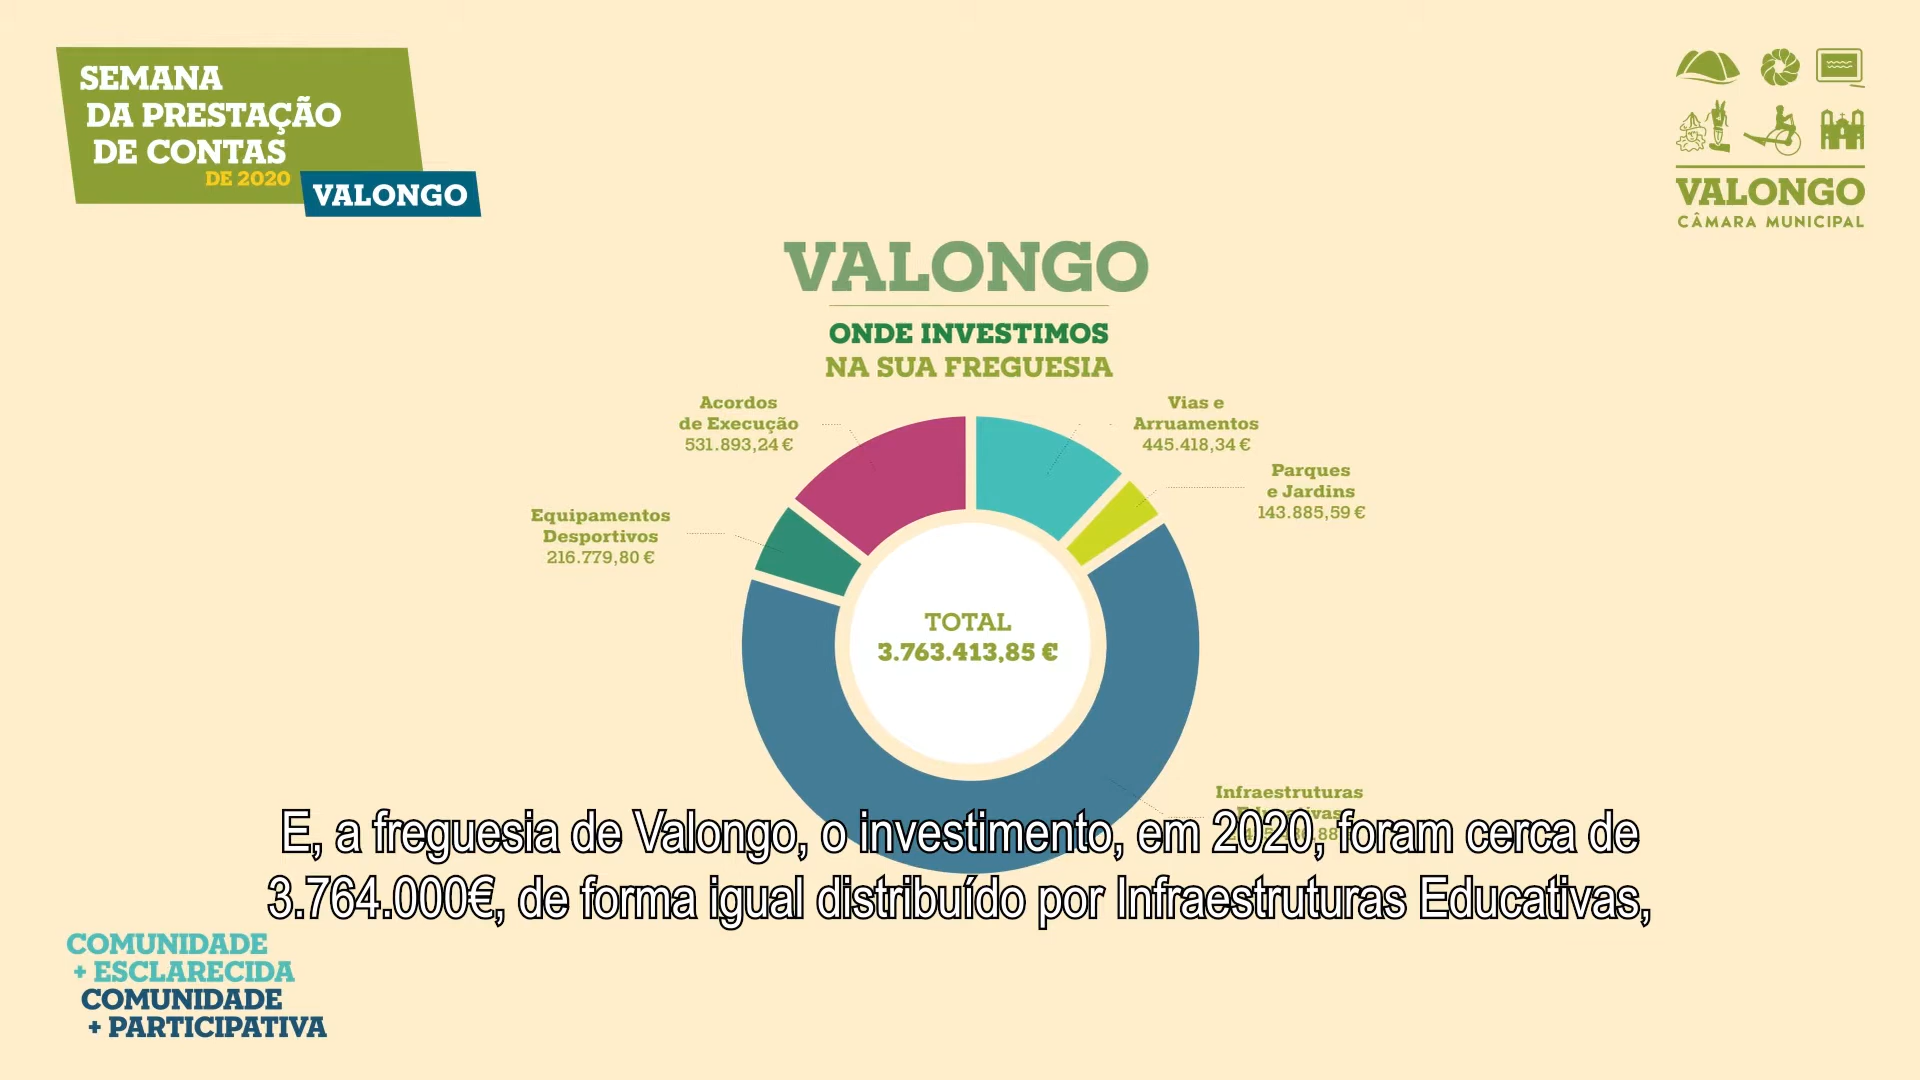 SEMANA
DA PRESTAÇÃO
DE CONTAS
DE 2020
VALONGO
VALONGO
CÂMARA MUNICIPAL
VALONGO
ONDE INVESTIMOS
NA SUA FREGUESIA
Acordos
de Execução
531.893,24 €
Vias e
Arruamentos
445.418,34 €
Parques
e Jardins
143.885,59 €
Equipamentos
Desportivos
216.779,80 €
TOTAL
3.763.413,85 €
Infraestruturas
E, a freguesia de Valongo, o investimento, em 2020, foram cerca de
3.764.000€, de forma igual distribuído por Infraestruturas Educativas,
COMUNIDADE
+ ESCLARECIDA
COMUNIDADE
+ PARTICIPATIVA